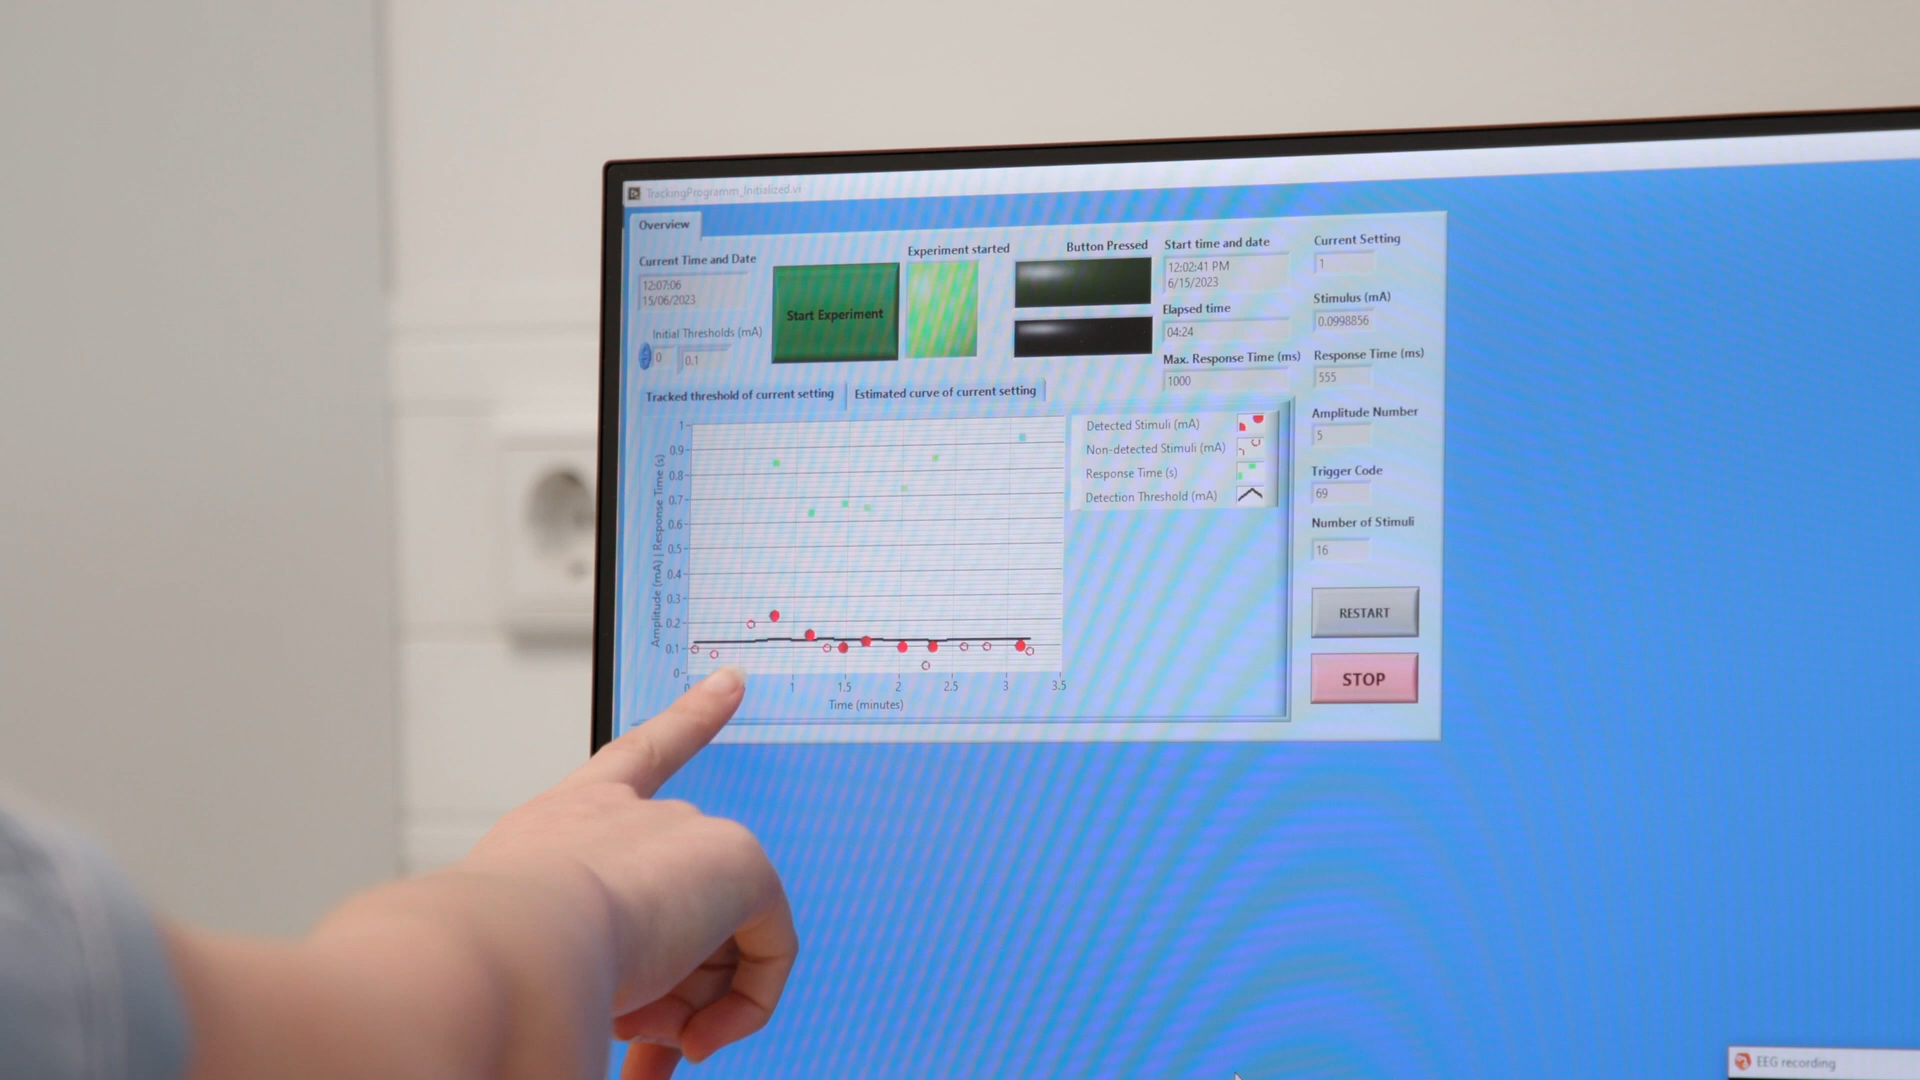 TrackingProgramm_Initialized.vi
Overview
Current Time and Date
12:07:06
15/06/2023
Initial Thresholds (mA)
0
0.1
Start Experiment
Experiment started
Button Pressed
Start time and date
12:02:41 PM
6/15/2023
Elapsed time
04:24
Max. Response Time (ms)
1000
Current Setting
1
Stimulus (mA)
0.0998856
Response Time (ms)
555
Amplitude Number
5
Trigger Code
69
Number of Stimuli
16
RESTART
STOP
Tracked threshold of current setting
Estimated curve of current setting
Amplitude (mA) | Response Time (s)
1
0.9
0.8
0.7
0.6
0.5
0.4
0.3
0.2
0.1
0
0 1 1.5 2 2.5 3 3.5
Time (minutes)
Detected Stimuli (mA)
Non-detected Stimuli (mA)
Response Time (s)
Detection Threshold (mA)
EEG recording